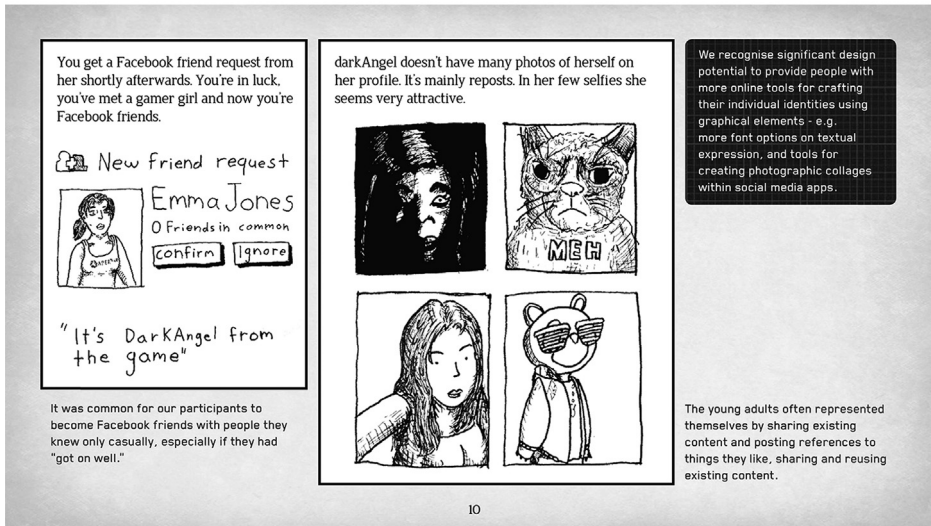 You get a Facebook friend request from
her shortly afterwards. You're in luck,
you've met a gamer girl and now you're
Facebook friends.
New friend request
Emma Jones
0 Friends in common
confirm
Ignore
"It's DarkAngel from
the game"
It was common for our participants to
become Facebook friends with people they
knew only casually, especially if they had
"got on well."
darkAngel doesn't have many photos of herself on
her profile. It's mainly reposts. In her few selfies she
seems very attractive.
MEH
We recognise significant design
potential to provide people with
more online tools for crafting
their individual identities using
graphical elements - e.g.
more font options on textual
expression, and tools for
creating photographic collages
within social media apps.
The young adults often represented
themselves by sharing existing
content and posting references to
things they like, sharing and reusing
existing content.
10